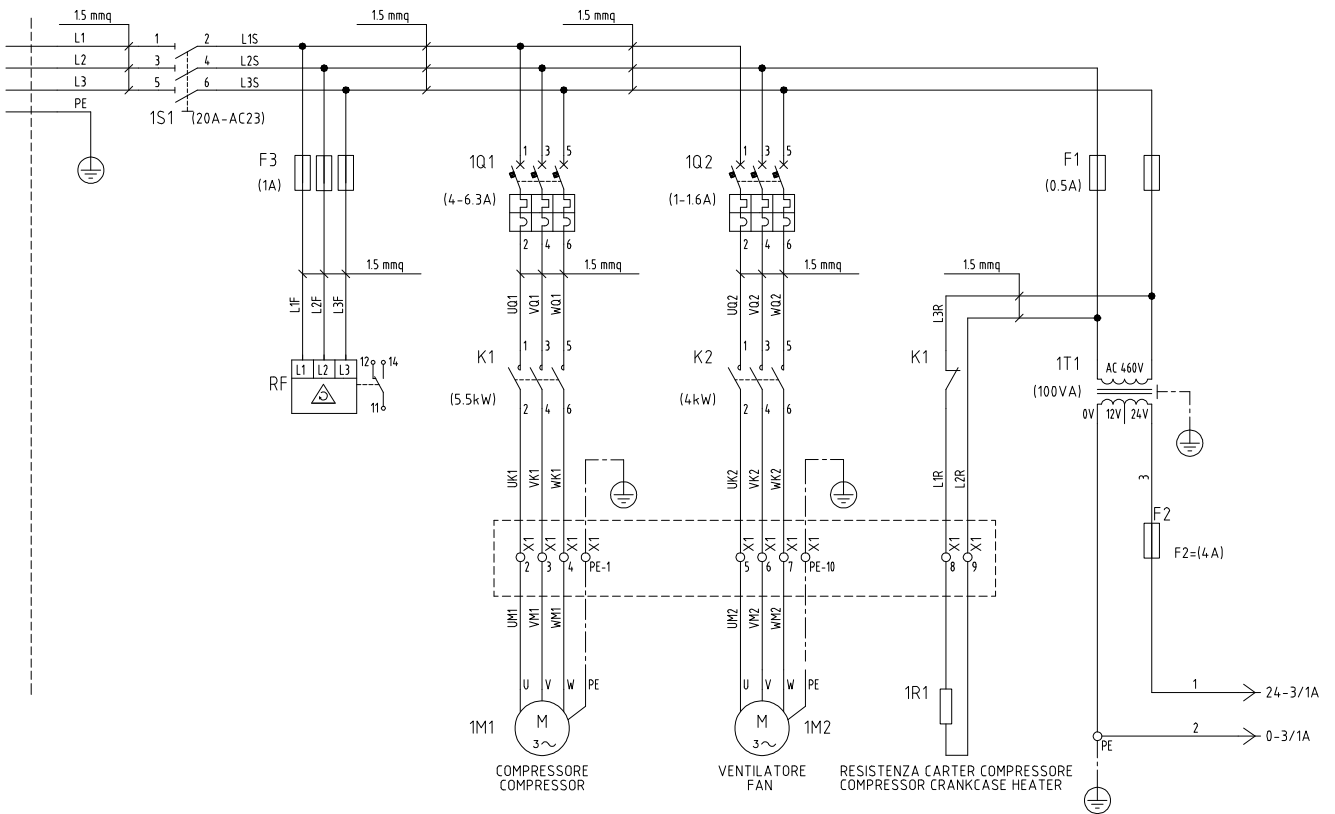 1.5 mmq
1.5 mmq
1.5 mmq
L1 1 2 L1S
L2 3 4 L2S
L3 5 6 L3S
PE
1S1 (20A-AC23)
F3
(1A)
1Q1
1 3 5
(4-6.3A)
2 4 6
1Q2
1 3 5
(1-1.6A)
2 4 6
F1
(0.5A)
1.5 mmq
1.5 mmq
1.5 mmq
1.5 mmq
L1F L2F L3F
UQ1 VQ1 WQ1
UQ2 VQ2 WQ2
L3R
RF
L1 L2 L3
12 14
11
K1
1 3 5
(5.5kW)
2 4 6
K2
1 3 5
(4kW)
2 4 6
K1
1T1
(100VA)
AC 460V
0V 12V 24V
UK1 VK1 WK1
UK2 VK2 WK2
L1R L2R
3
F2
F2=(4A)
X1 X1 X1 X1
2 3 4 PE-1
X1 X1 X1 X1
5 6 7 PE-10
X1 X1
8 9
UM1 VM1 WM1
UM2 VM2 WM2
U V W PE
U V W PE
1R1
1M1
M
3~
M
3~
1M2
1 24-3/1A
2 0-3/1A
PE
COMPRESSORE
COMPRESSOR
VENTILATORE
FAN
RESISTENZA CARTER COMPRESSORE
COMPRESSOR CRANKCASE HEATER